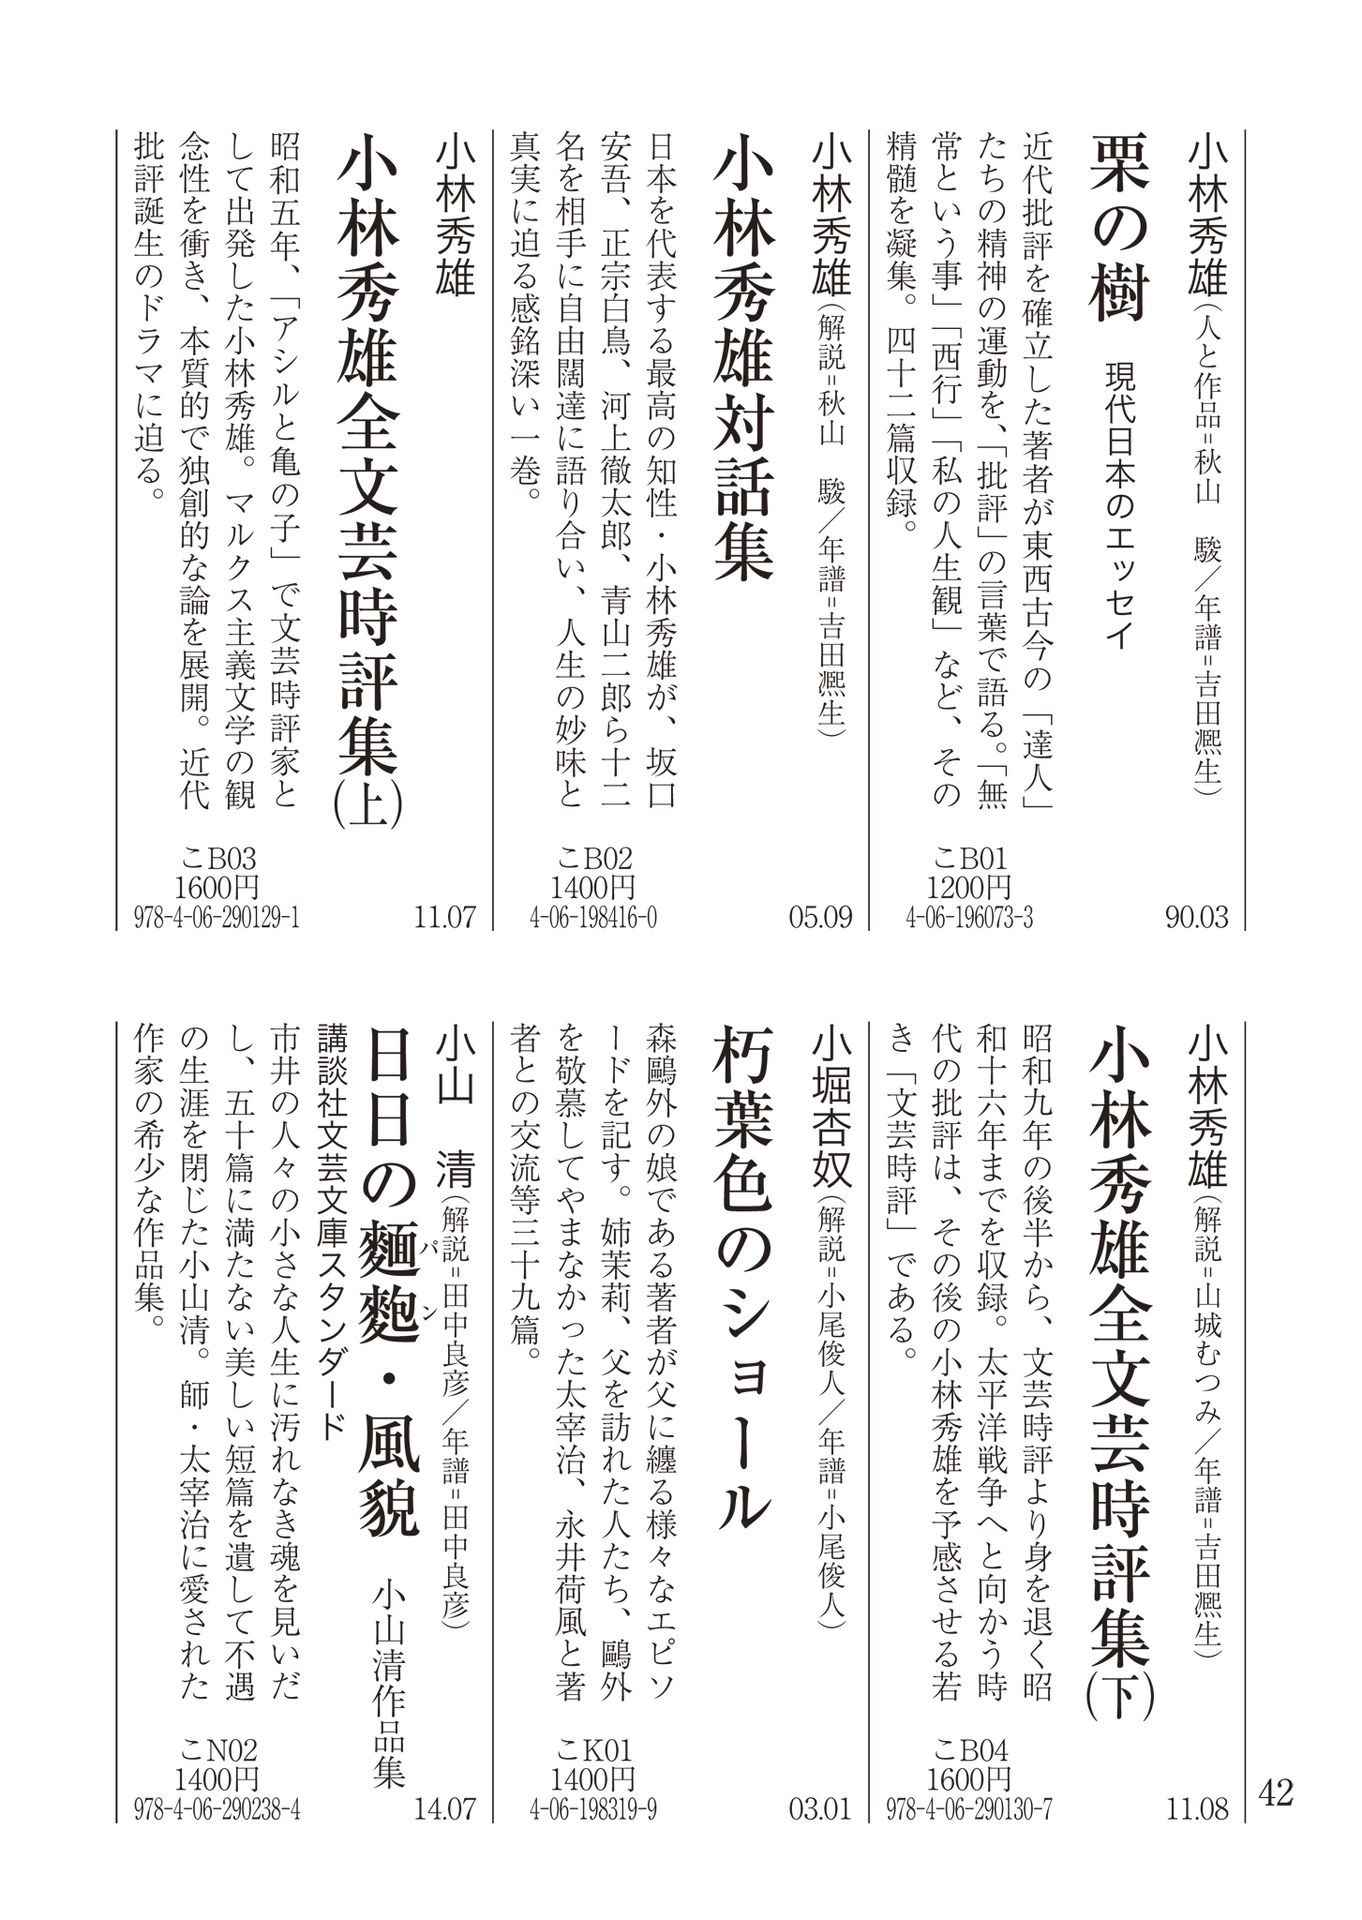 小林秀雄（人と作品＝秋山　駿／年譜＝吉田凞生）
栗の樹　現代日本のエッセイ
近代批評を確立した著者が東西古今の「達人」
たちの精神の運動を、「批評」の言葉で語る。「無
常という事」「西行」「私の人生観」など、その
精髄を凝集。四十二篇収録。
こB01
1200円
4-06-196073-3
90.03
小林秀雄（解説＝秋山　駿／年譜＝吉田凞生）
小林秀雄対話集
日本を代表する最高の知性・小林秀雄が、坂口
安吾、正宗白鳥、河上徹太郎、青山二郎ら十二
名を相手に自由闊達に語り合い、人生の妙味と
真実に迫る感銘深い一巻。
こB02
1400円
4-06-198416-0
05.09
小林秀雄
小林秀雄全文芸時評集（上）
昭和五年、「アシルと亀の子」で文芸時評家と
して出発した小林秀雄。マルクス主義文学の観
念性を衝き、本質的で独創的な論を展開。近代
批評誕生のドラマに迫る。
こB03
1600円
978-4-06-290129-1
11.07
小林秀雄（解説＝山城むつみ／年譜＝吉田凞生）
小林秀雄全文芸時評集（下）
昭和九年の後半から、文芸時評より身を退く昭
和十六年までを収録。太平洋戦争へと向かう時
代の批評は、その後の小林秀雄を予感させる若
き「文芸時評」である。
こB04
1600円
978-4-06-290130-7
11.08
小堀杏奴（解説＝小尾俊人／年譜＝小尾俊人）
朽葉色のショール
森鷗外の娘である著者が父に纏る様々なエピソ
ードを記す。姉茉莉、父を訪れた人たち、鷗外
を敬慕してやまなかった太宰治、永井荷風と著
者との交流等三十九篇。
こK01
1400円
4-06-198319-9
03.01
小山　清（解説＝田中良彦／年譜＝田中良彦）
パン
日日の麵麭・風貌　小山清作品集
講談社文芸文庫スタンダード
市井の人々の小さな人生に汚れなき魂を見いだ
し、五十篇に満たない美しい短篇を遺して不遇
の生涯を閉じた小山清。師・太宰治に愛された
作家の希少な作品集。
こN02
1400円
978-4-06-290238-4
14.07
42